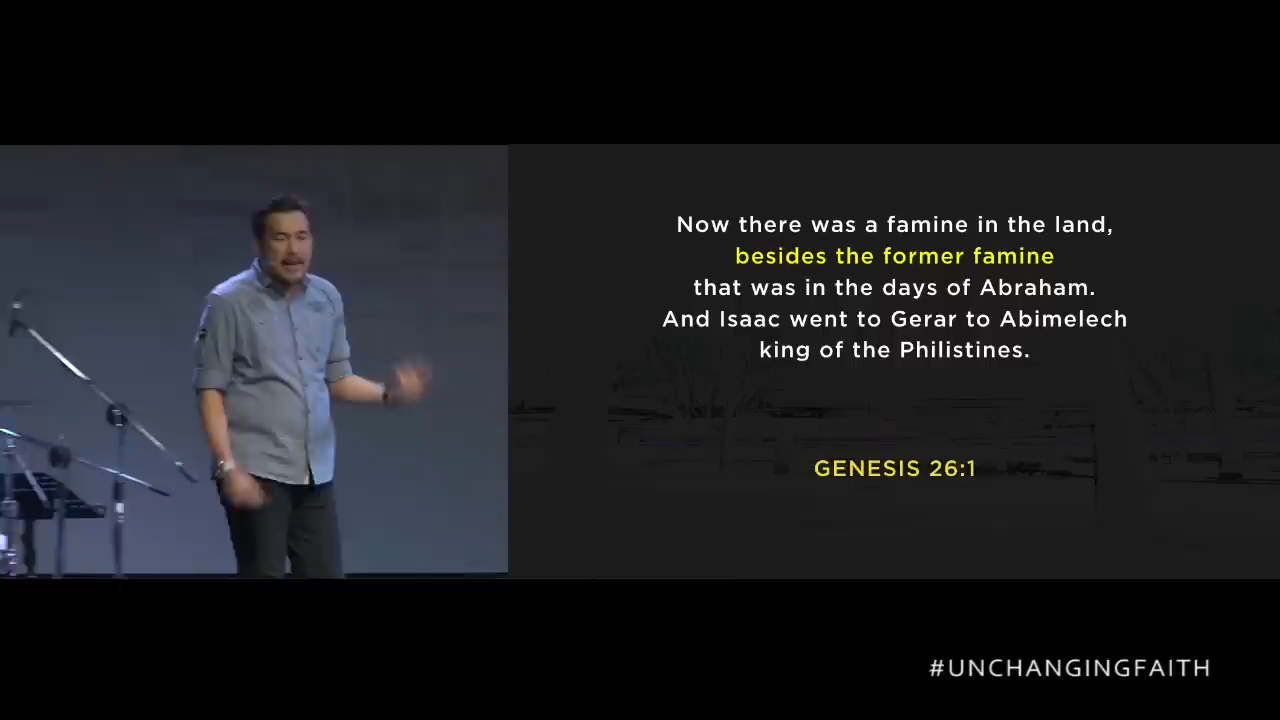 Now there was a famine in the land,
besides the former famine
that was in the days of Abraham.
And Isaac went to Gerar to Abimelech
king of the Philistines.
GENESIS 26:1
#UNCHANGINGFAITH